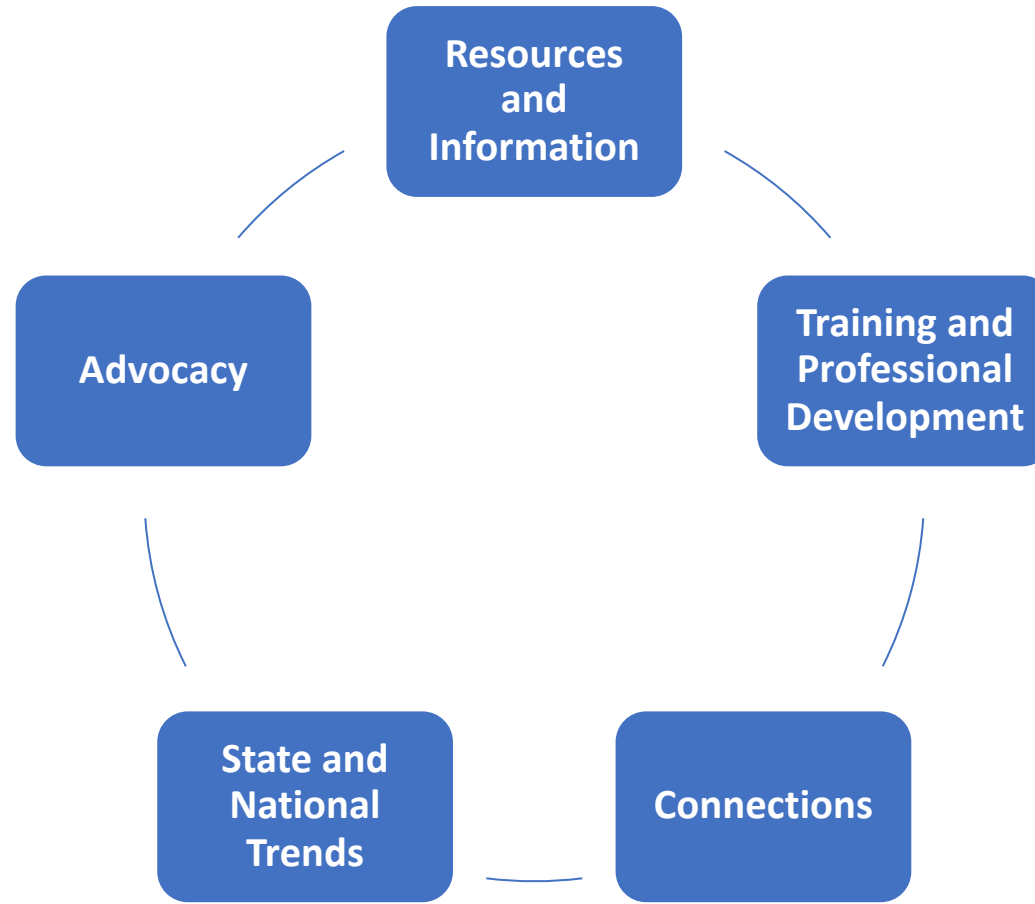 Resources
and
Information
Training and
Professional
Development
Connections
State and
National
Trends
Advocacy